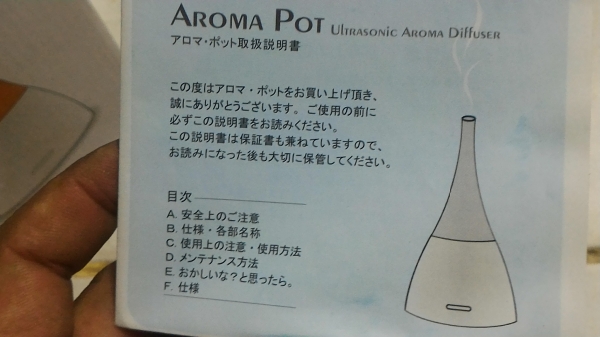 AROMA POT ULTRASONIC AROMA DIFFUSER
アロマ・ポット取扱説明書
この度はアロマ・ポットをお買い上げ頂き、
誠にありがとうございます。ご使用の前に
必ずこの説明書をお読みください。
この説明書は保証書も兼ねていますので、
お読みになった後も大切に保管してください。
目次
A. 安全上のご注意
B. 仕様・各部名称
C. 使用上の注意・使用方法
D. メンテナンス方法
E. おかしいな？と思ったら。
F. 仕様